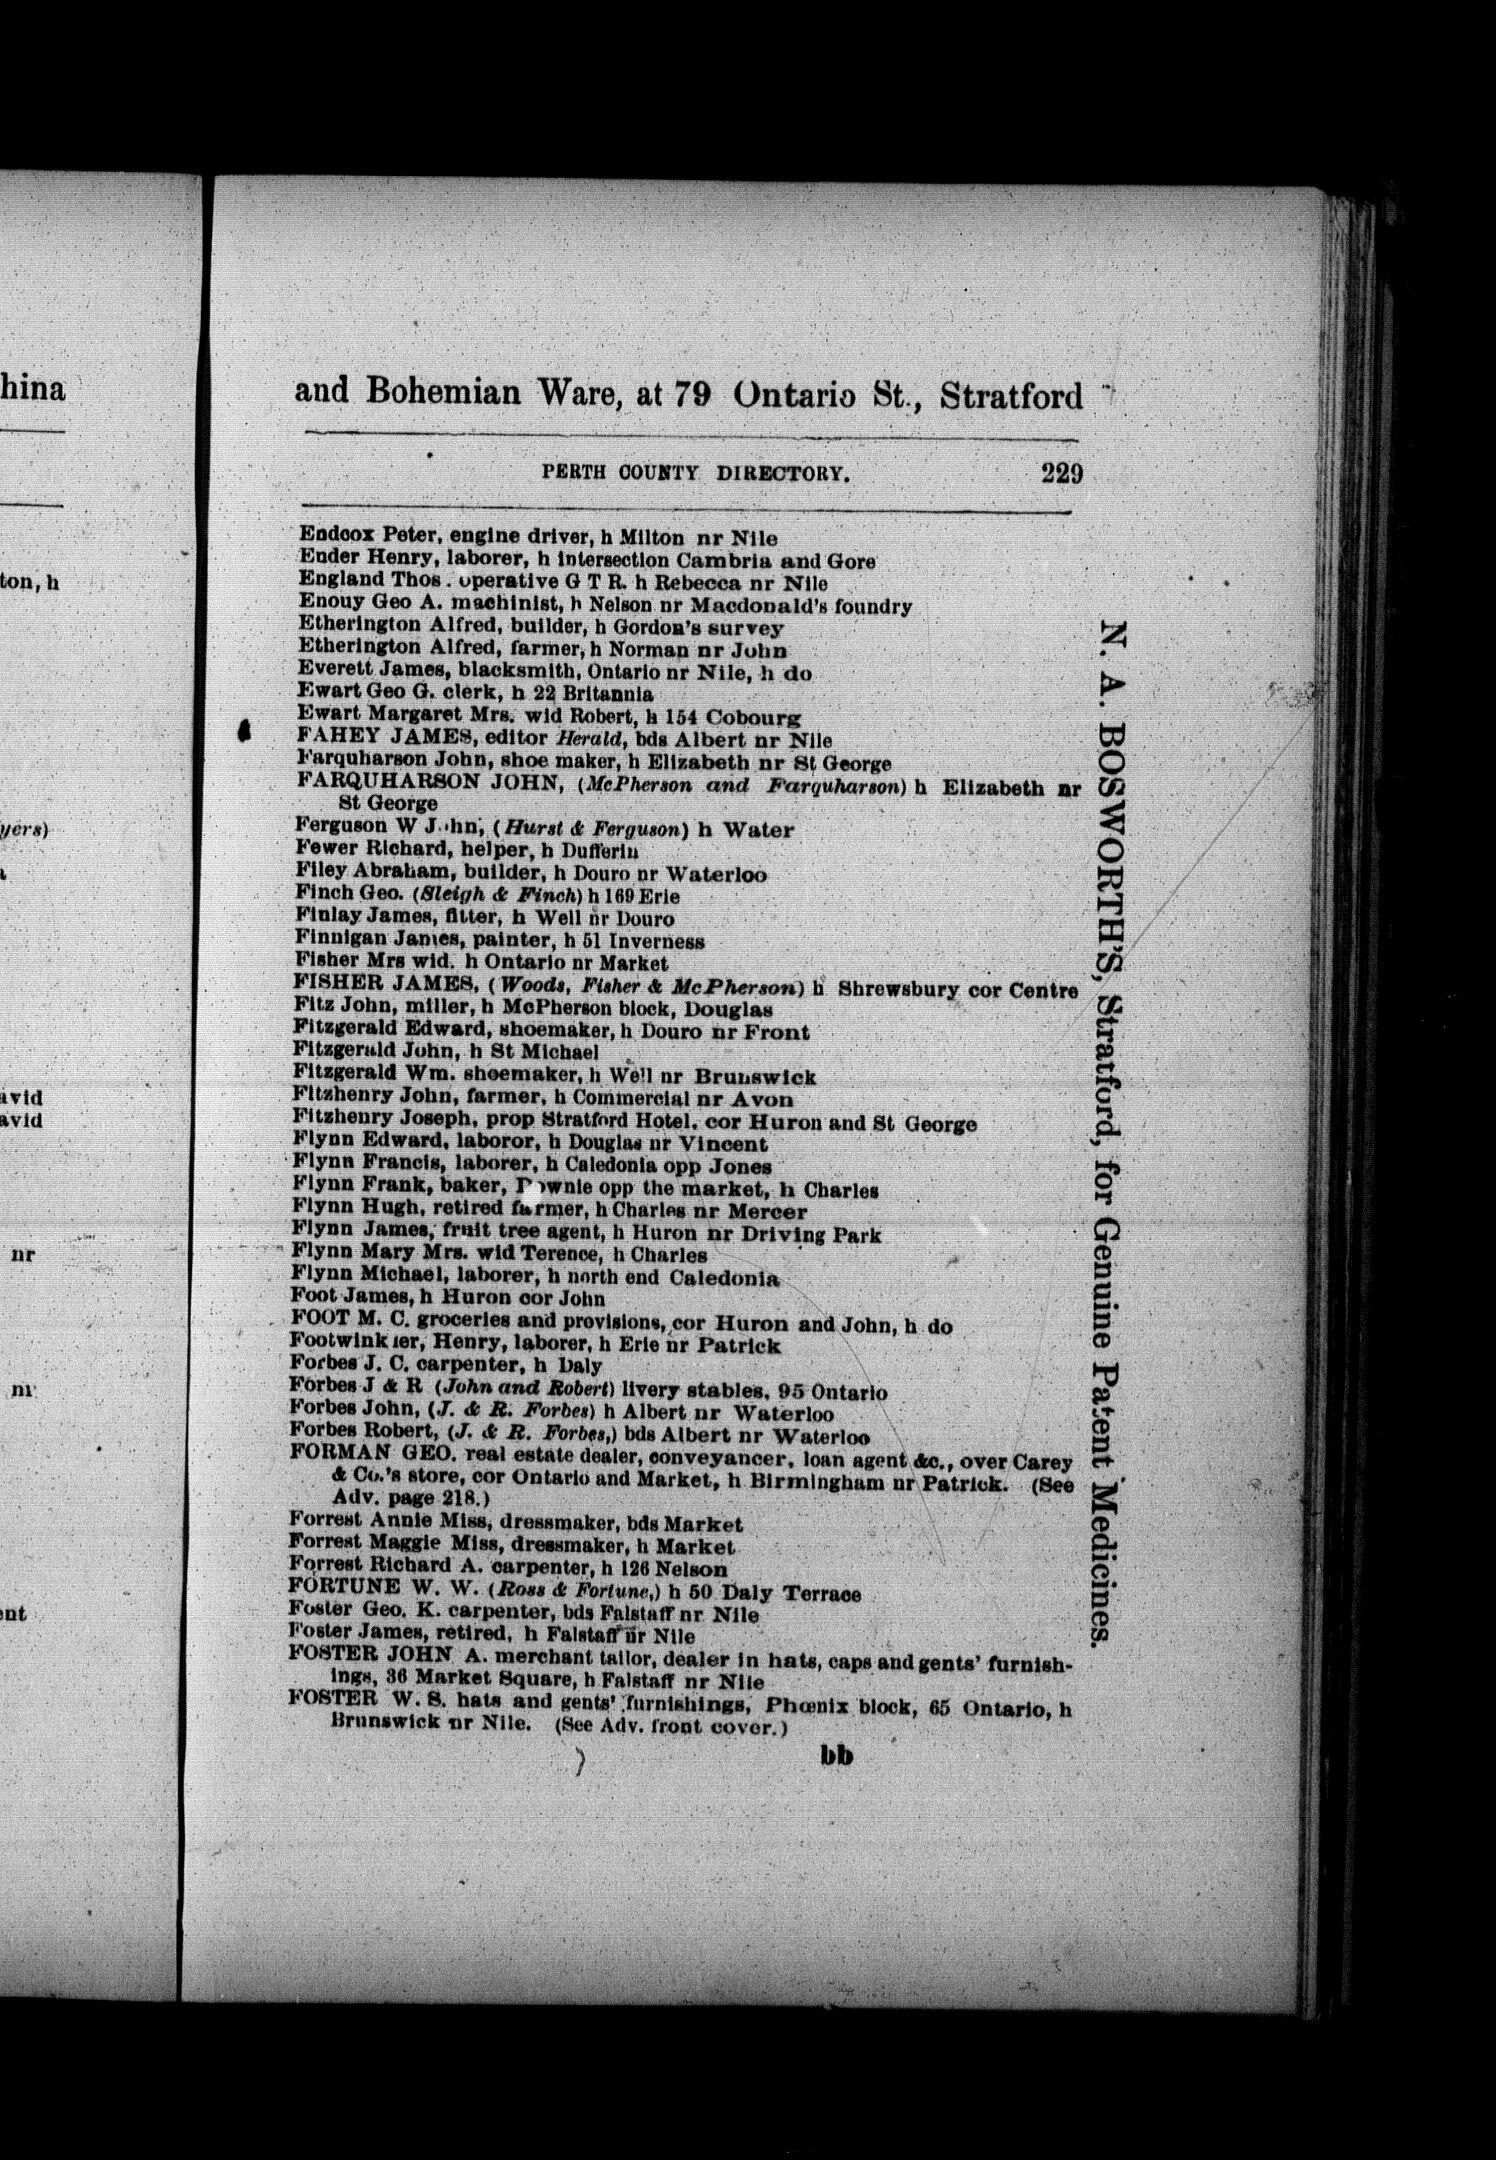 hina
ton, h
yers)
avid
avid
nr
nr
ent
and Bohemian Ware, at 79 Ontario St., Stratford
PERTH COUNTY DIRECTORY. 229
Endcox Peter, engine driver, h Milton nr Nile
Ender Henry, laborer, h intersection Cambria and Gore
England Thos. operative G T R. h Rebecca nr Nile
Enouy Geo A. machinist, h Nelson nr Macdonald's foundry
Etherington Alfred, builder, h Gordon's survey
Etherington Alfred, farmer, h Norman nr John
Everett James, blacksmith, Ontario nr Nile, h do
Ewart Geo G. clerk, h 22 Britannia
Ewart Margaret Mrs. wid Robert, h 154 Cobourg
FAHEY JAMES, editor Herald, bds Albert nr Nile
Farquharson John, shoe maker, h Elizabeth nr St George
FARQUHARSON JOHN, (McPherson and Farquharson) h Elizabeth nr
St George
Ferguson W John, (Hurst & Ferguson) h Water
Fewer Richard, helper, h Dufferin
Filey Abraham, builder, h Douro nr Waterloo
Finch Geo. (Sleigh & Finch) h 169 Erie
Finlay James, fitter, h Well nr Douro
Finnigan James, painter, h 51 Inverness
Fisher Mrs wid. h Ontario nr Market
FISHER JAMES, (Woods, Fisher & McPherson) h Shrewsbury cor Centre
Fitz John, miller, h McPherson block, Douglas
Fitzgerald Edward, shoemaker, h Douro nr Front
Fitzgerald John, h St Michael
Fitzgerald Wm. shoemaker, h Well nr Brunswick
Fitzhenry John, farmer, h Commercial nr Avon
Fitzhenry Joseph, prop Stratford Hotel, cor Huron and St George
Flynn Edward, laboror, h Douglas nr Vincent
Flynn Francis, laborer, h Caledonia opp Jones
Flynn Frank, baker, Downie opp the market, h Charles
Flynn Hugh, retired farmer, h Charles nr Mercer
Flynn James, fruit tree agent, h Huron nr Driving Park
Flynn Mary Mrs. wid Terence, h Charles
Flynn Michael, laborer, h north end Caledonia
Foot James, h Huron cor John
FOOT M. C. groceries and provisions, cor Huron and John, h do
Footwinkler, Henry, laborer, h Erie nr Patrick
Forbes J. C. carpenter, h Daly
Forbes J & R (John and Robert) livery stables, 95 Ontario
Forbes John, (J. & R. Forbes) h Albert nr Waterloo
Forbes Robert, (J. & R. Forbes,) bds Albert nr Waterloo
FORMAN GEO. real estate dealer, conveyancer, loan agent &c., over Carey
& Co.'s store, cor Ontario and Market, h Birmingham nr Patrick. (See
Adv. page 218.)
Forrest Annie Miss, dressmaker, bds Market
Forrest Maggie Miss, dressmaker, h Market
Forrest Richard A. carpenter, h 126 Nelson
FORTUNE W. W. (Ross & Fortune,) h 50 Daly Terrace
Foster Geo. K. carpenter, bds Falstaff nr Nile
Foster James, retired, h Falstaff nr Nile
FOSTER JOHN A. merchant tailor, dealer in hats, caps and gents' furnish-
ings, 36 Market Square, h Falstaff nr Nile
FOSTER W. S. hats and gents' furnishings, Phœnix block, 65 Ontario, h
Brunswick nr Nile. (See Adv. front cover.)
bb
N. A. BOSWORTH'S, Stratford, for Genuine Patent Medicines.